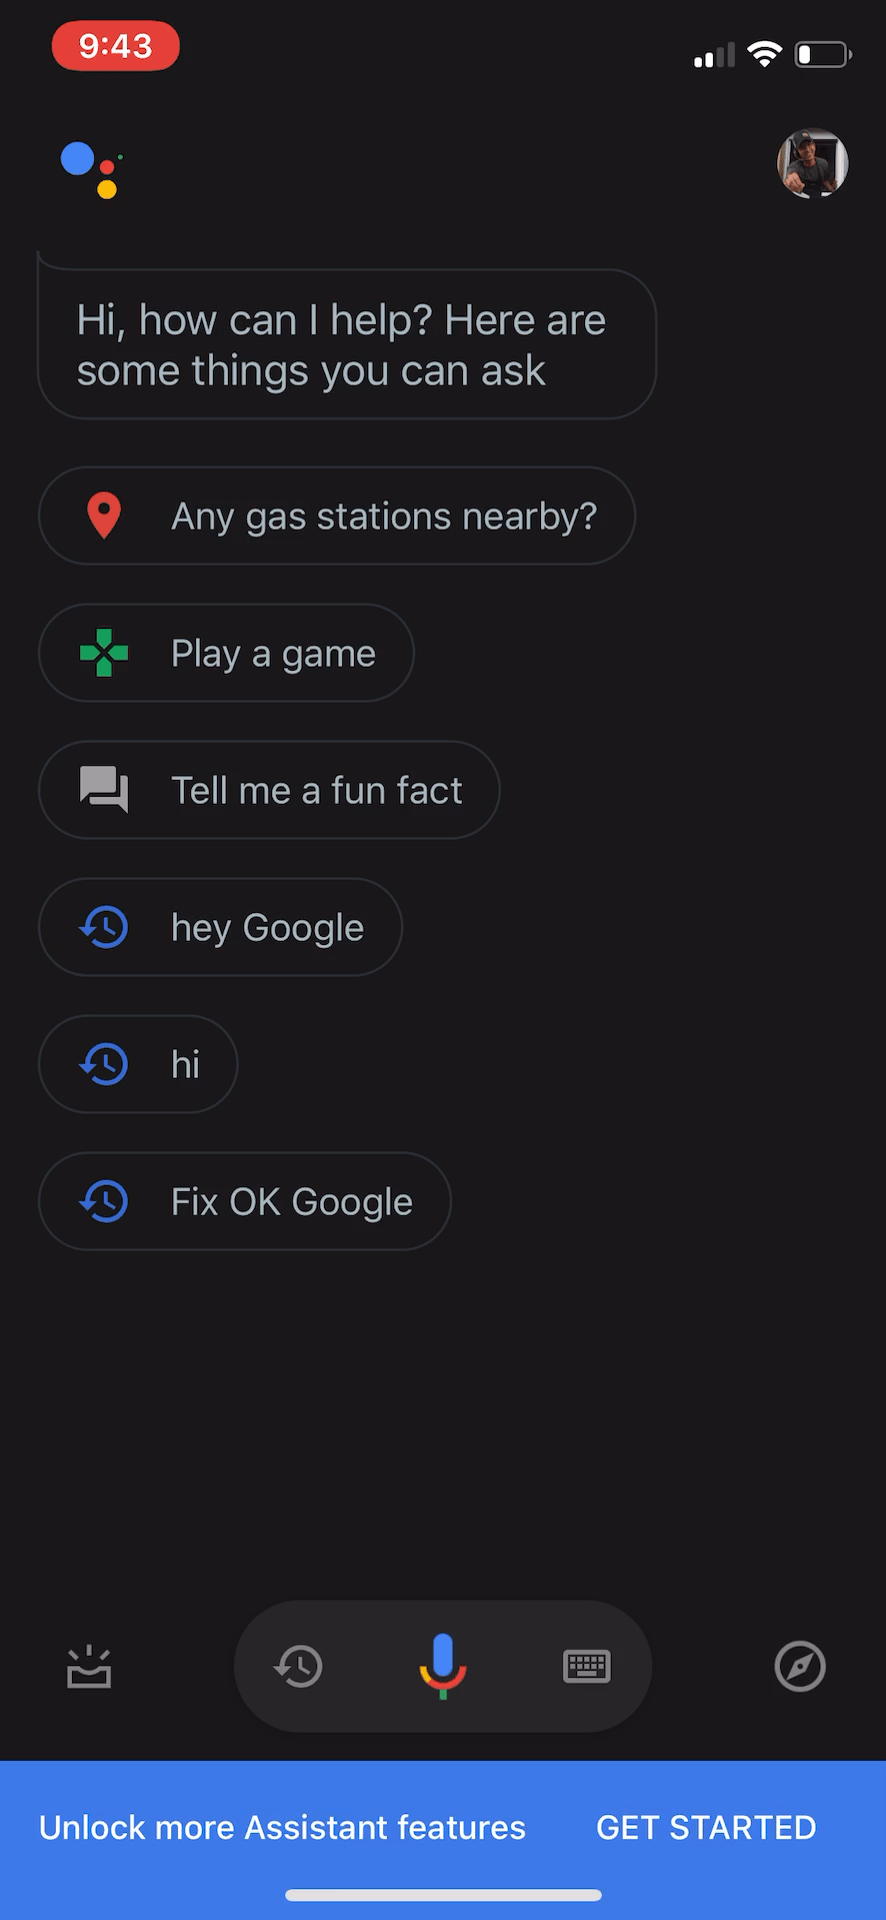 9:43
Hi, how can I help? Here are
some things you can ask
Any gas stations nearby?
Play a game
Tell me a fun fact
hey Google
hi
Fix OK Google
Unlock more Assistant features GET STARTED